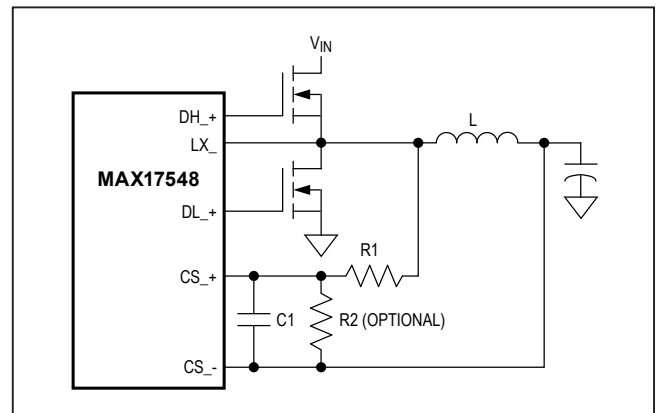 VIN
DH_+
LX_
L
MAX17548
DL_+
R1
CS_+
C1
R2 (OPTIONAL)
CS_-